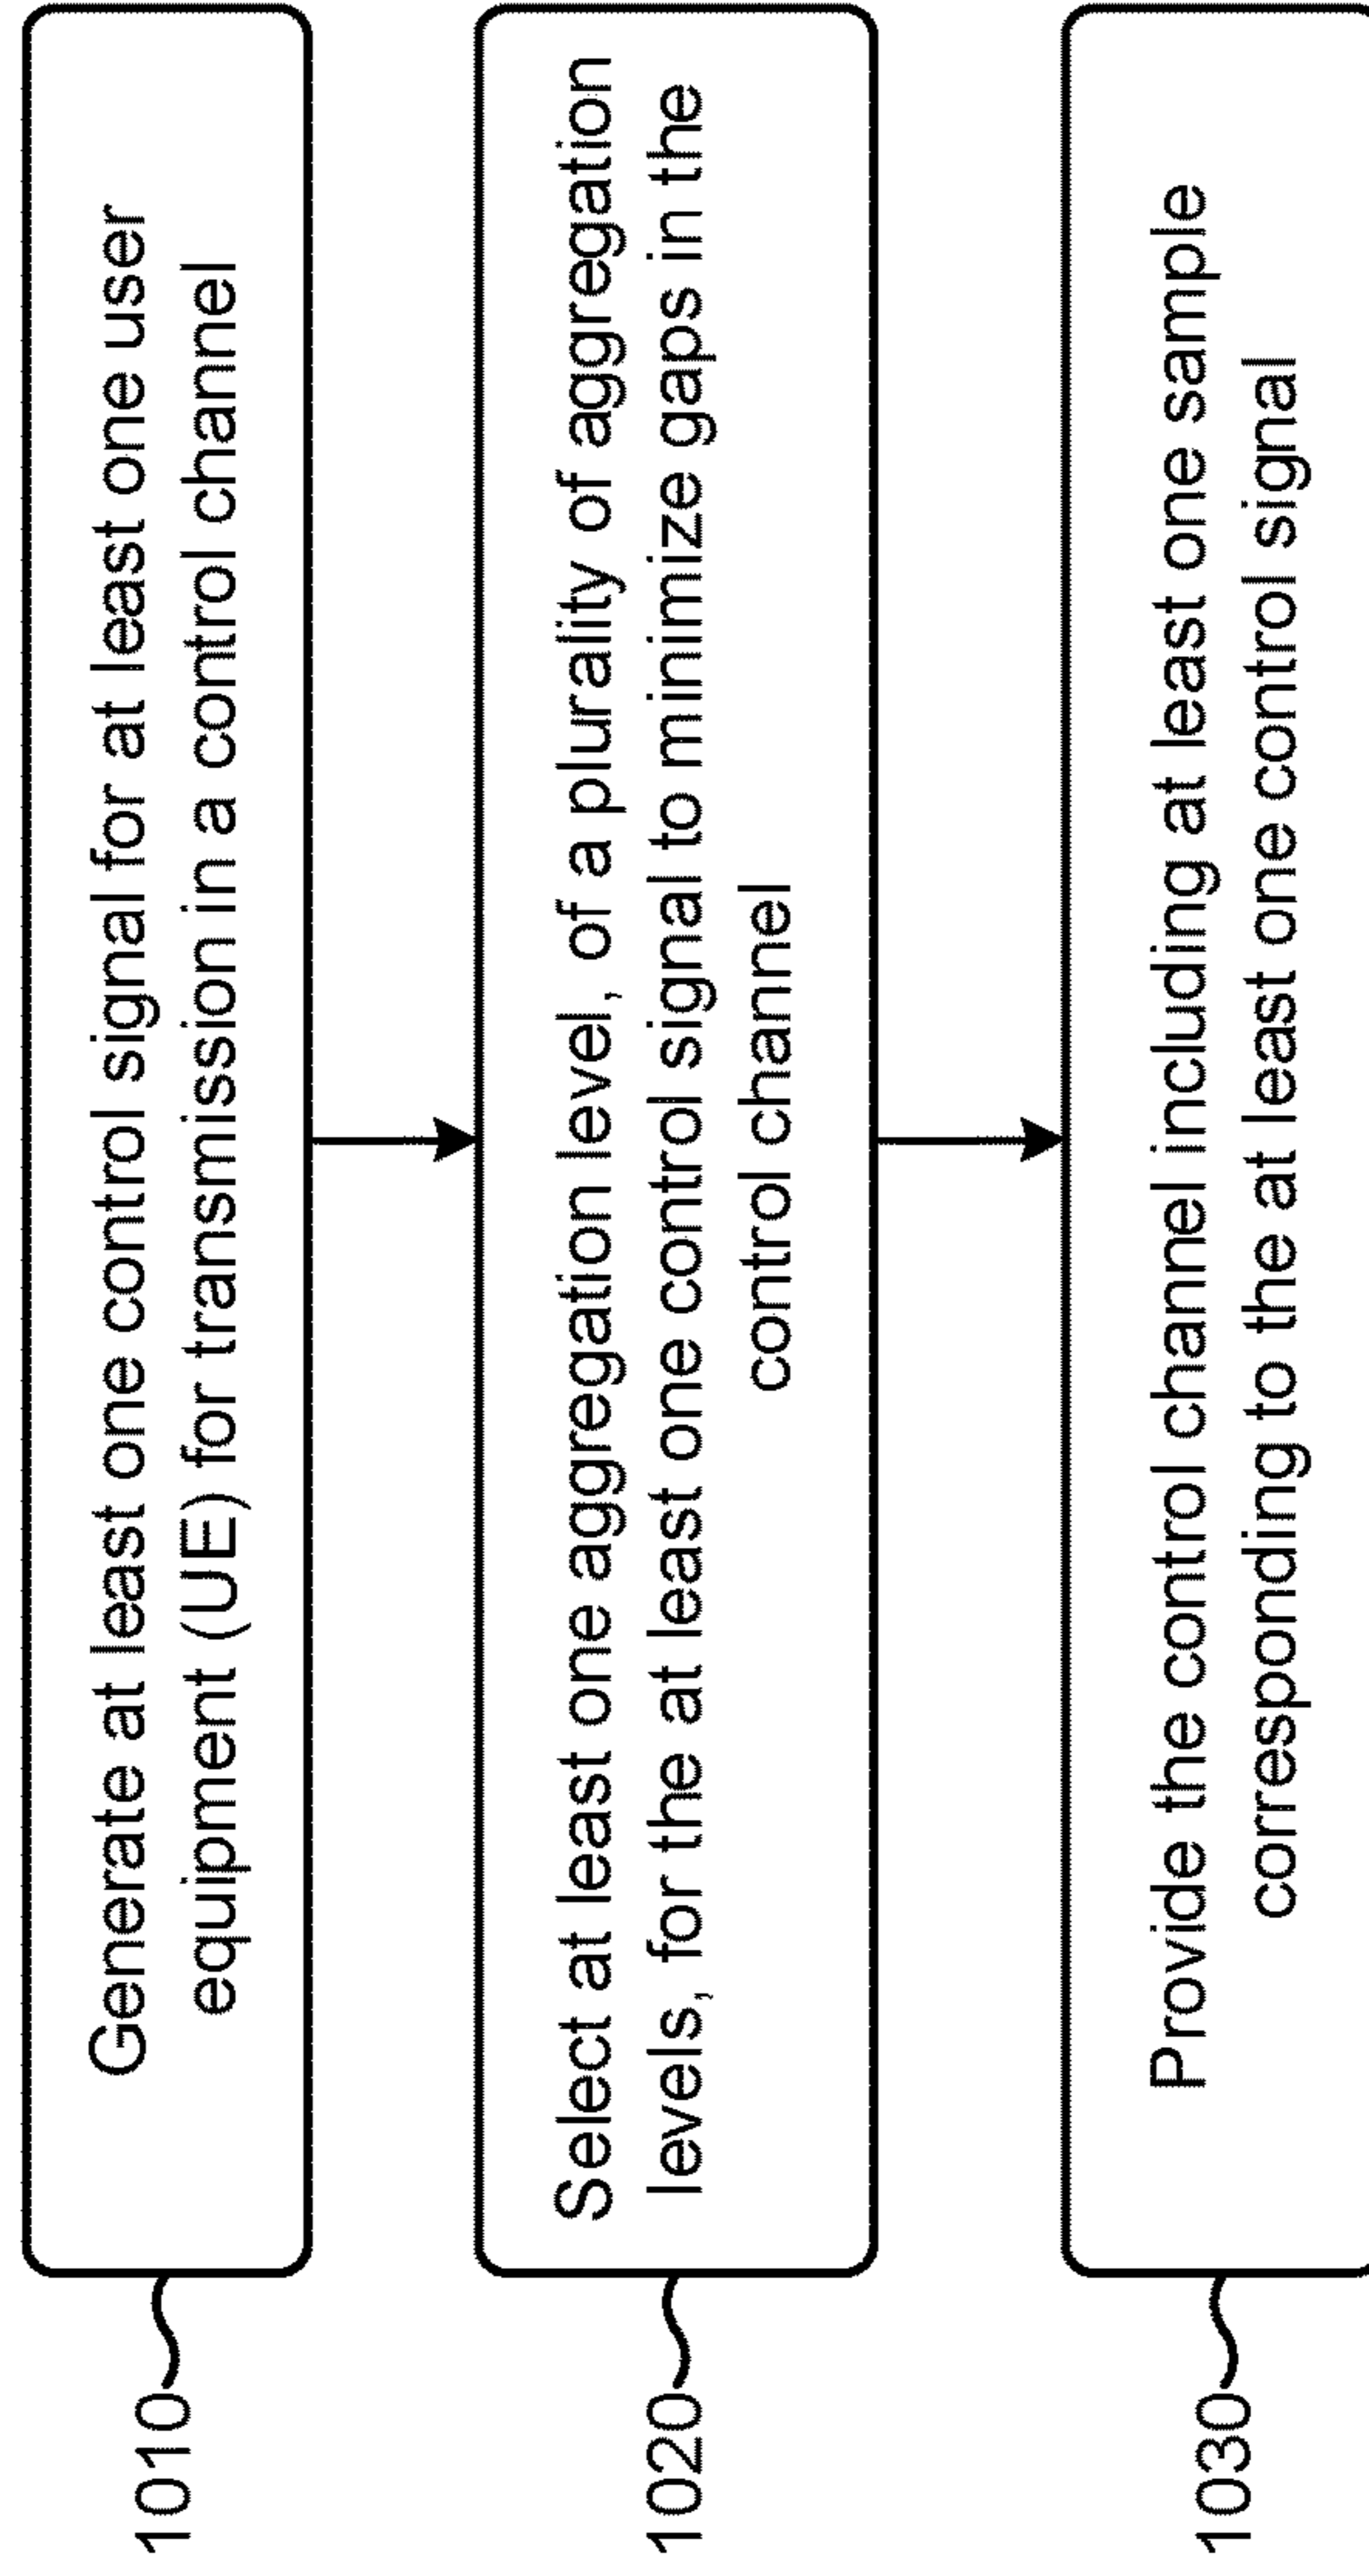 1010
Generate at least one control signal for at least one user
equipment (UE) for transmission in a control channel
1020
Select at least one aggregation level, of a plurality of aggregation
levels, for the at least one control signal to minimize gaps in the
control channel
1030
Provide the control channel including at least one sample
corresponding to the at least one control signal